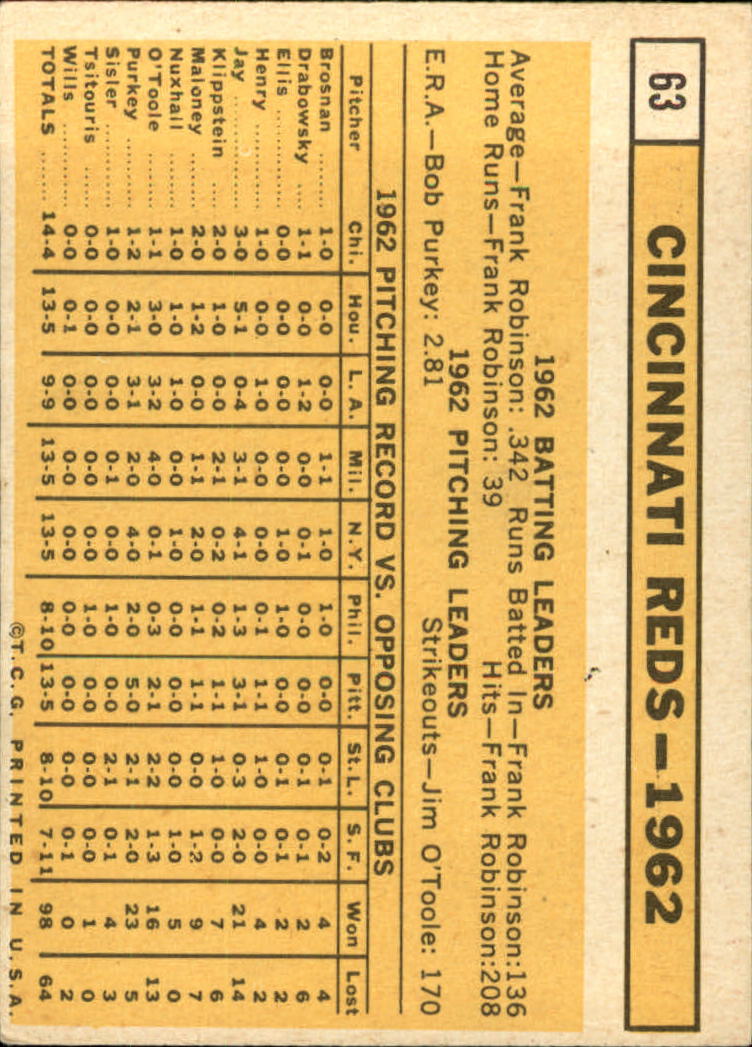 63
CINCINNATI REDS—1962
1962 BATTING LEADERS
Average—Frank Robinson: .342 Runs Batted In—Frank Robinson:136
Home Runs—Frank Robinson: 39 Hits—Frank Robinson:208
1962 PITCHING LEADERS
E.R.A.—Bob Purkey: 2.81 Strikeouts—Jim O'Toole: 170
1962 PITCHING RECORD VS. OPPOSING CLUBS
Pitcher Chi. Hou. L. A. Mil. N.Y. Phil. Pitt. St.L. S. F. Won Lost
Brosnan ........ 1-0 0-0 0-0 1-1 1-0 1-0 0-0 0-1 0-2 4 4
Drabowsky .... 1-1 0-0 1-2 0-0 0-1 0-0 0-0 0-1 0-1 2 6
Ellis ............ 0-0 0-0 0-0 0-0 1-0 1-0 0-0 0-1 0-1 2 2
Henry .......... 1-0 0-0 1-0 0-0 0-0 0-1 1-1 1-0 0-0 4 2
Jay ............. 3-0 5-1 0-4 3-1 4-1 1-3 3-1 0-3 2-0 21 14
Klippstein .... 2-0 1-0 0-0 2-1 0-2 0-2 1-1 1-0 0-0 7 6
Maloney ....... 2-0 1-2 0-0 1-1 2-0 1-1 1-1 0-0 1-2 9 7
Nuxhall ........ 1-0 1-0 1-0 0-0 1-0 0-0 0-0 0-0 1-0 5 0
O'Toole ........ 1-1 3-0 3-2 4-0 0-1 0-3 2-1 2-2 1-3 16 13
Purkey ......... 1-2 2-1 3-1 2-0 4-0 2-0 5-0 2-1 2-0 23 5
Sisler .......... 1-0 0-0 0-0 0-1 0-0 1-0 0-0 2-1 0-1 4 3
Tsitouris ...... 0-0 0-0 0-0 0-0 0-0 1-0 0-0 0-0 0-0 1 0
Wills ........... 0-0 0-1 0-0 0-0 0-0 0-0 0-0 0-0 0-1 0 2
TOTALS ....... 14-4 13-5 9-9 13-5 13-5 8-10 13-5 8-10 7-11 98 64
©T.C.G. PRINTED IN U.S.A.